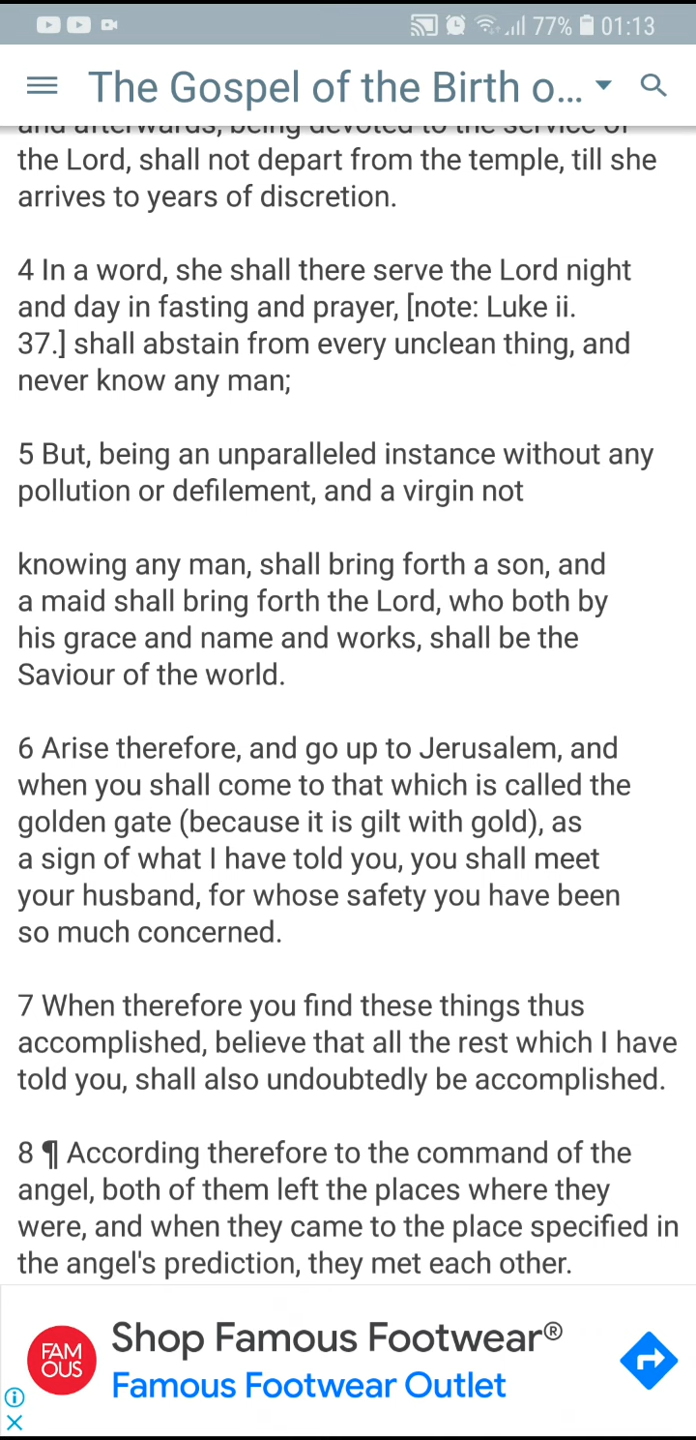 77% 01:13
The Gospel of the Birth o...
and afterwards, being devoted to the service of
the Lord, shall not depart from the temple, till she
arrives to years of discretion.
4 In a word, she shall there serve the Lord night
and day in fasting and prayer, [note: Luke ii.
37.] shall abstain from every unclean thing, and
never know any man;
5 But, being an unparalleled instance without any
pollution or defilement, and a virgin not
knowing any man, shall bring forth a son, and
a maid shall bring forth the Lord, who both by
his grace and name and works, shall be the
Saviour of the world.
6 Arise therefore, and go up to Jerusalem, and
when you shall come to that which is called the
golden gate (because it is gilt with gold), as
a sign of what I have told you, you shall meet
your husband, for whose safety you have been
so much concerned.
7 When therefore you find these things thus
accomplished, believe that all the rest which I have
told you, shall also undoubtedly be accomplished.
8 ¶ According therefore to the command of the
angel, both of them left the places where they
were, and when they came to the place specified in
the angel's prediction, they met each other.
FAM
OUS
Shop Famous Footwear®
Famous Footwear Outlet